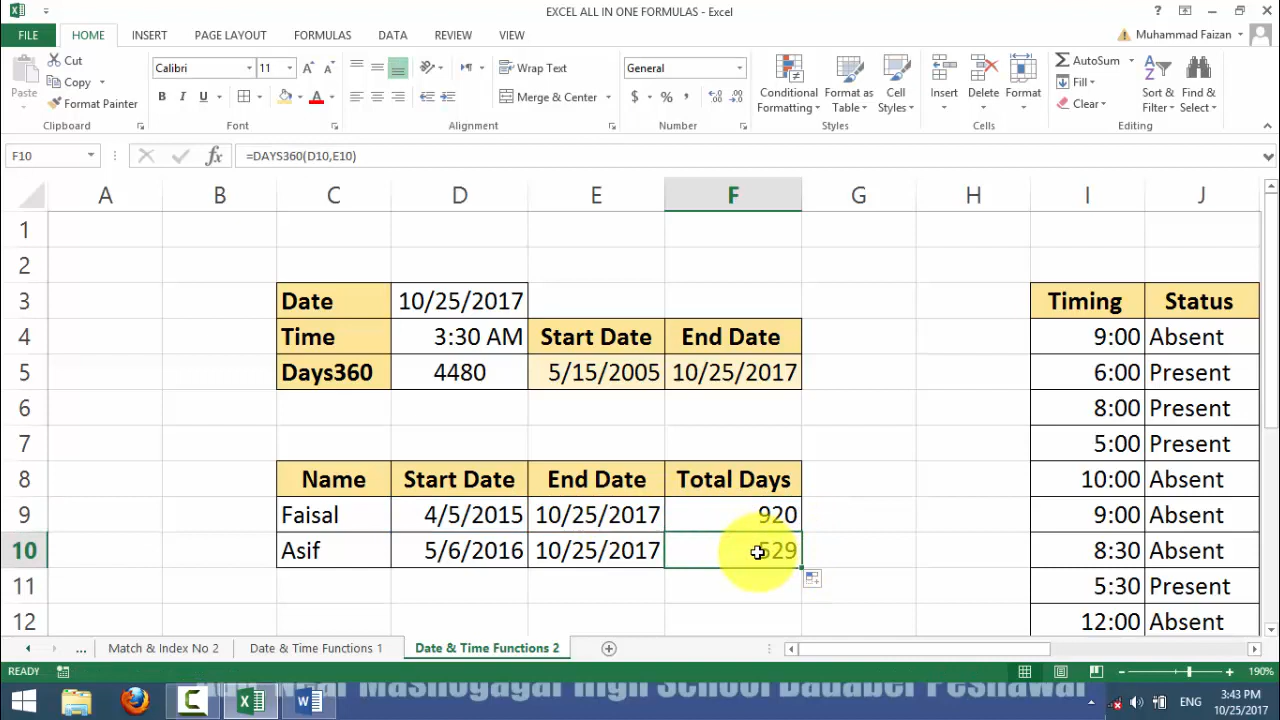 EXCEL ALL IN ONE FORMULAS - Excel
FILE HOME INSERT PAGE LAYOUT FORMULAS DATA REVIEW VIEW Muhammad Faizan
Paste
Cut
Copy
Format Painter
Clipboard
Calibri 11
B I U
Font
Wrap Text
Merge & Center
Alignment
General
$ % ,
Number
Conditional Formatting
Format as Table
Cell Styles
Styles
Insert
Delete
Format
Cells
AutoSum
Fill
Clear
Sort & Filter
Find & Select
Editing
F10 fx =DAYS360(D10,E10)
A B C D E F G H I J
1
2
3 Date 10/25/2017 Timing Status
4 Time 3:30 AM Start Date End Date 9:00 Absent
5 Days360 4480 5/15/2005 10/25/2017 6:00 Present
6 8:00 Present
7 5:00 Present
8 Name Start Date End Date Total Days 10:00 Absent
9 Faisal 4/5/2015 10/25/2017 920 9:00 Absent
10 Asif 5/6/2016 10/25/2017 529 8:30 Absent
11 5:30 Present
12 12:00 Absent
... Match & Index No 2 Date & Time Functions 1 Date & Time Functions 2
READY 190%
High School Peshawar
ENG 3:43 PM
10/25/2017